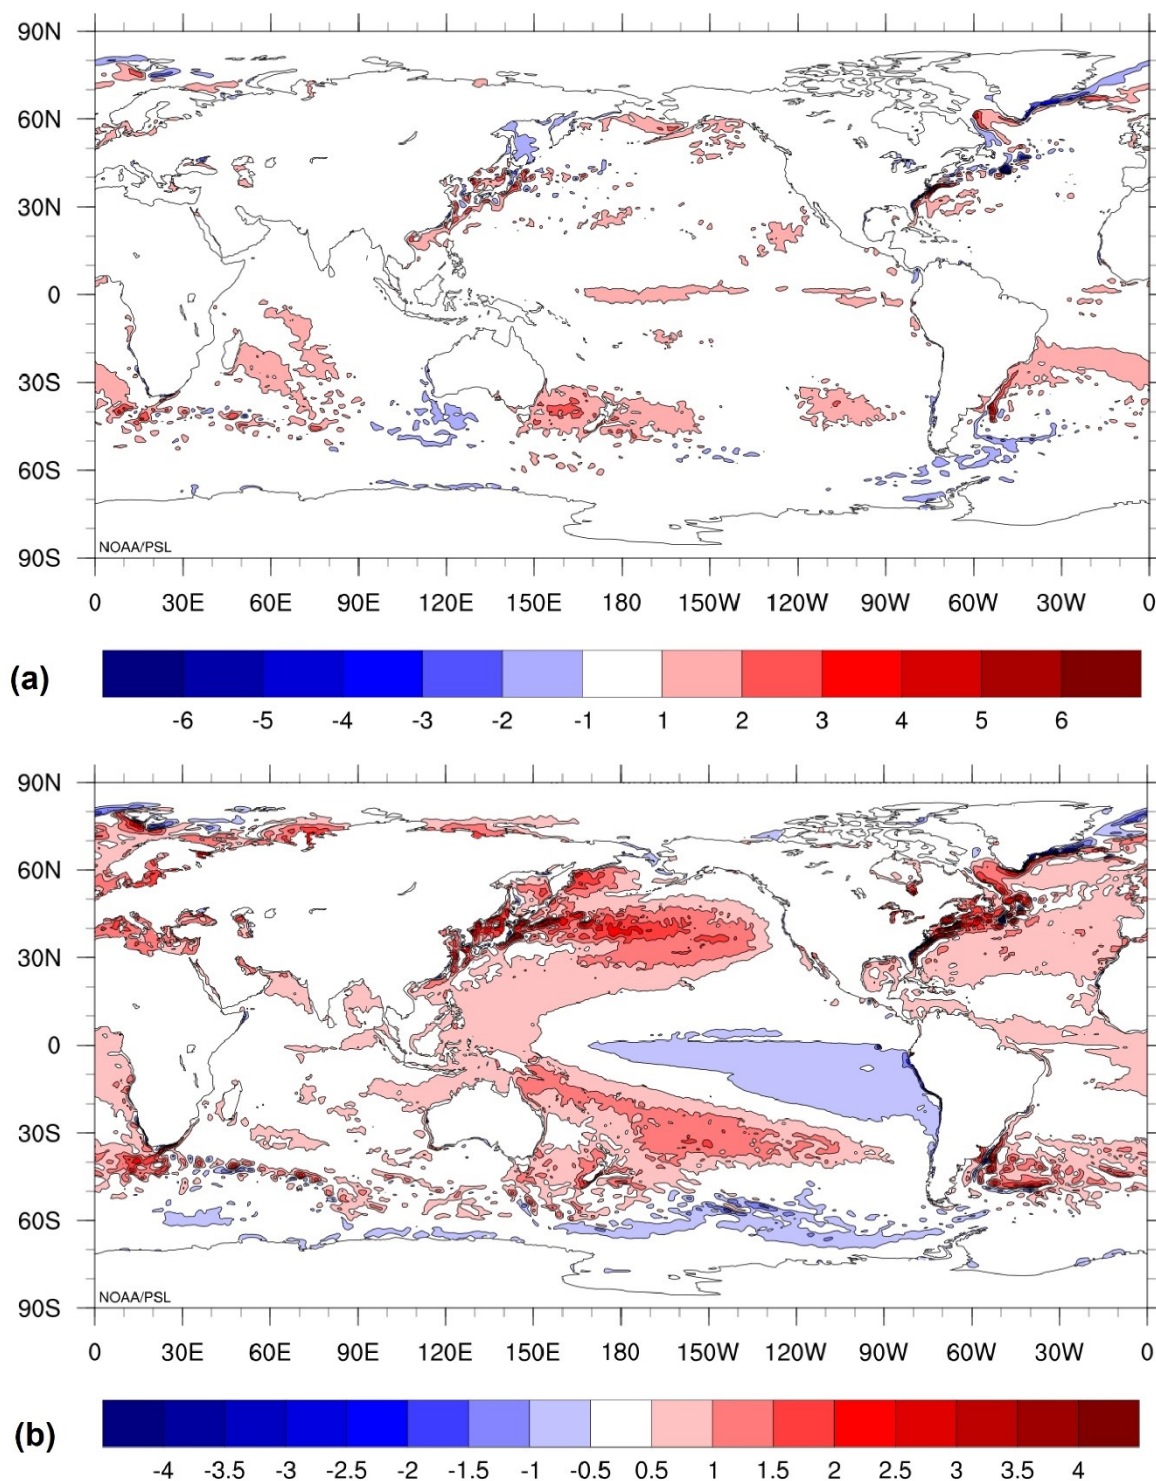 90N
60N
30N
0
30S
60S
90S
NOAA/PSL
0 30E 60E 90E 120E 150E 180 150W 120W 90W 60W 30W 0
(a)
-6 -5 -4 -3 -2 -1 1 2 3 4 5 6
90N
60N
30N
0
30S
60S
90S
NOAA/PSL
0 30E 60E 90E 120E 150E 180 150W 120W 90W 60W 30W 0
(b)
-4 -3.5 -3 -2.5 -2 -1.5 -1 -0.5 0.5 1 1.5 2 2.5 3 3.5 4